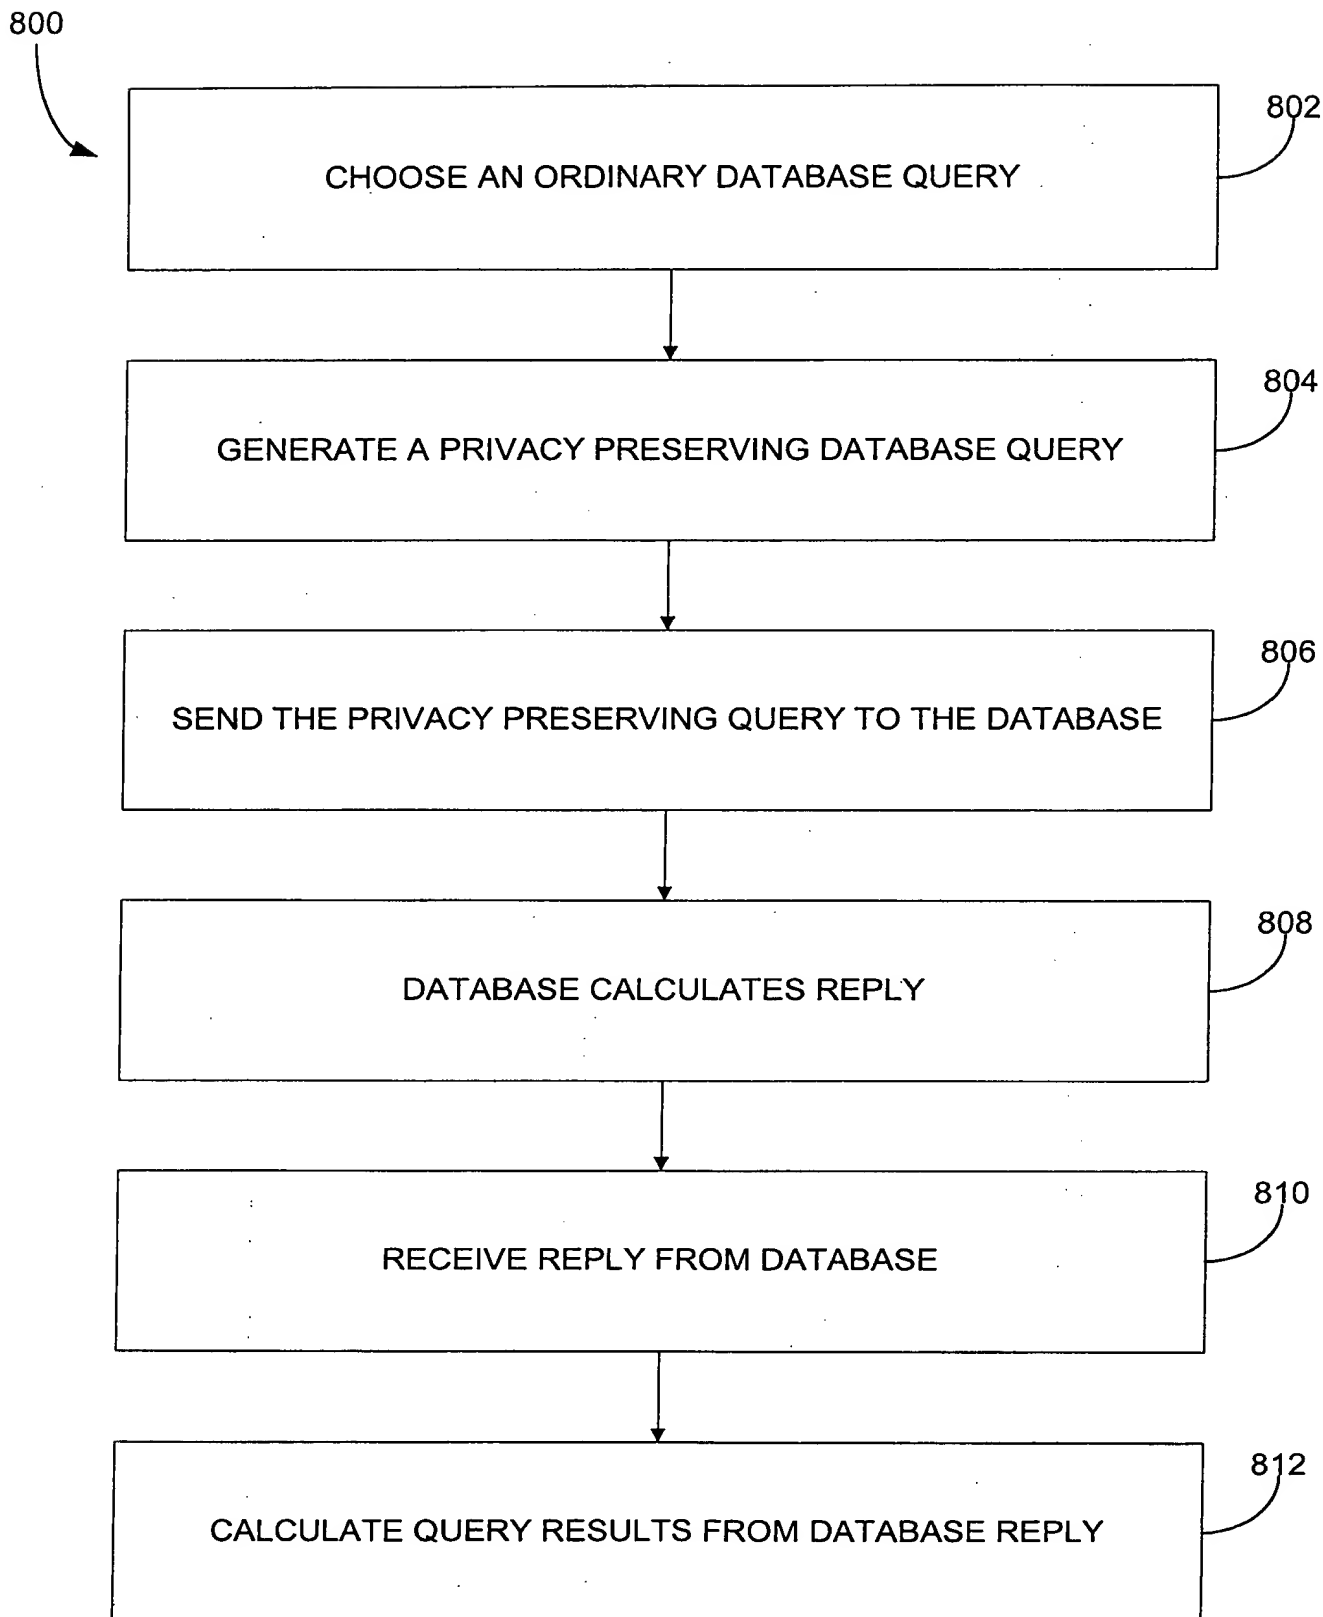 800
802
CHOOSE AN ORDINARY DATABASE QUERY
804
GENERATE A PRIVACY PRESERVING DATABASE QUERY
806
SEND THE PRIVACY PRESERVING QUERY TO THE DATABASE
808
DATABASE CALCULATES REPLY
810
RECEIVE REPLY FROM DATABASE
812
CALCULATE QUERY RESULTS FROM DATABASE REPLY